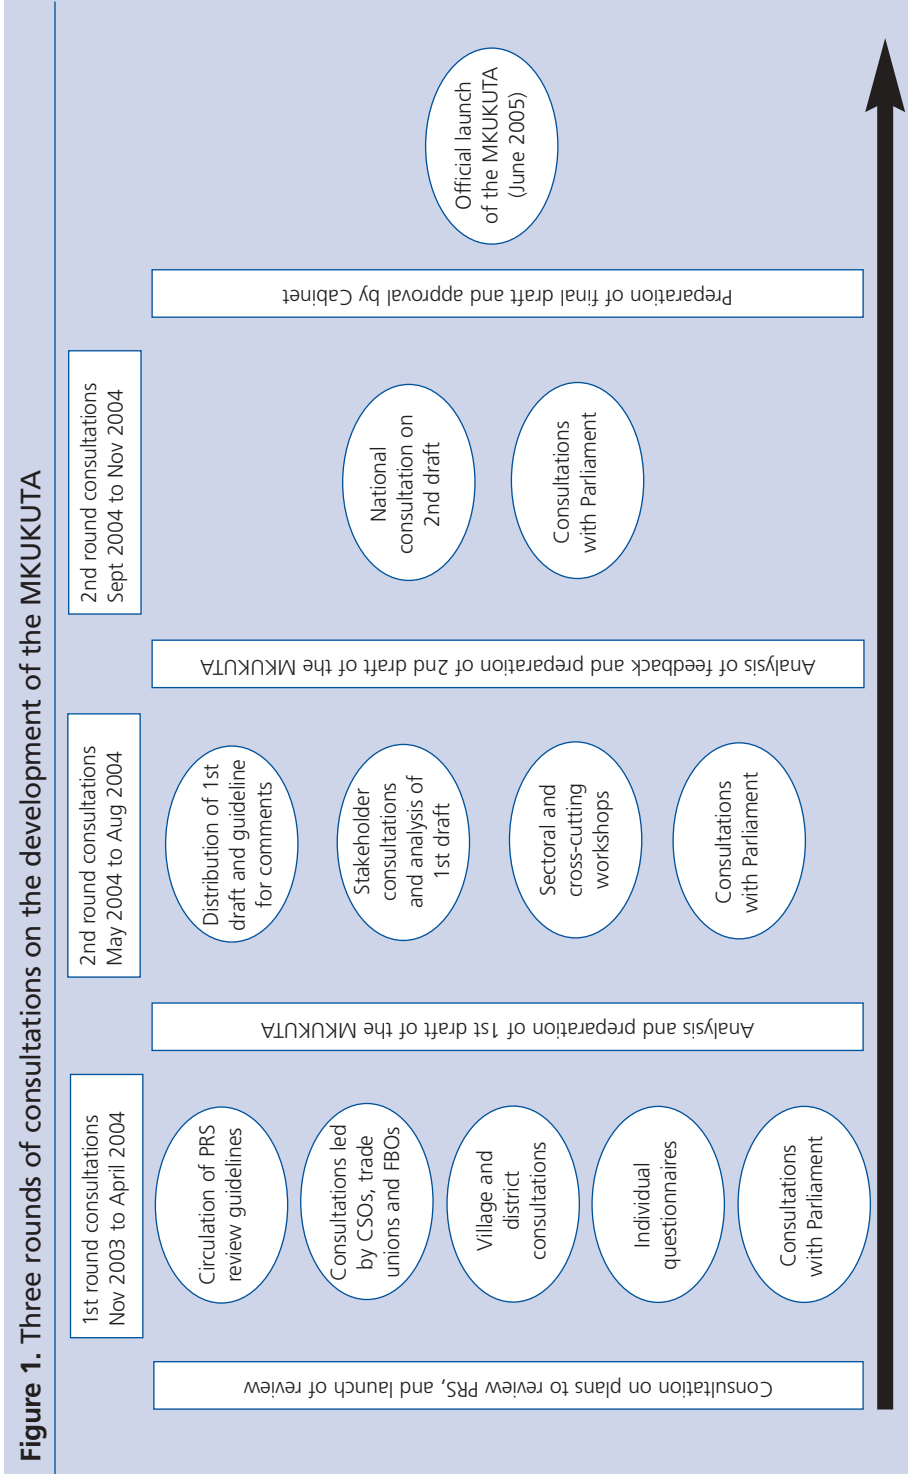 Figure 1. Three rounds of consultations on the development of the MKUKUTA
Consultation on plans to review PRS, and launch of review
1st round consultations
Nov 2003 to April 2004
Circulation of PRS
review guidelines
Consultations led
by CSOs, trade
unions and FBOs
Village and
district
consultations
Individual
questionnaires
Consultations
with Parliament
Analysis and preparation of 1st draft of the MKUKUTA
2nd round consultations
May 2004 to Aug 2004
Distribution of 1st
draft and guideline
for comments
Stakeholder
consultations
and analysis of
1st draft
Sectoral and
cross-cutting
workshops
Consultations
with Parliament
Analysis of feedback and preparation of 2nd draft of the MKUKUTA
2nd round consultations
Sept 2004 to Nov 2004
National
consultation on
2nd draft
Consultations
with Parliament
Preparation of final draft and approval by Cabinet
Official launch
of the MKUKUTA
(June 2005)